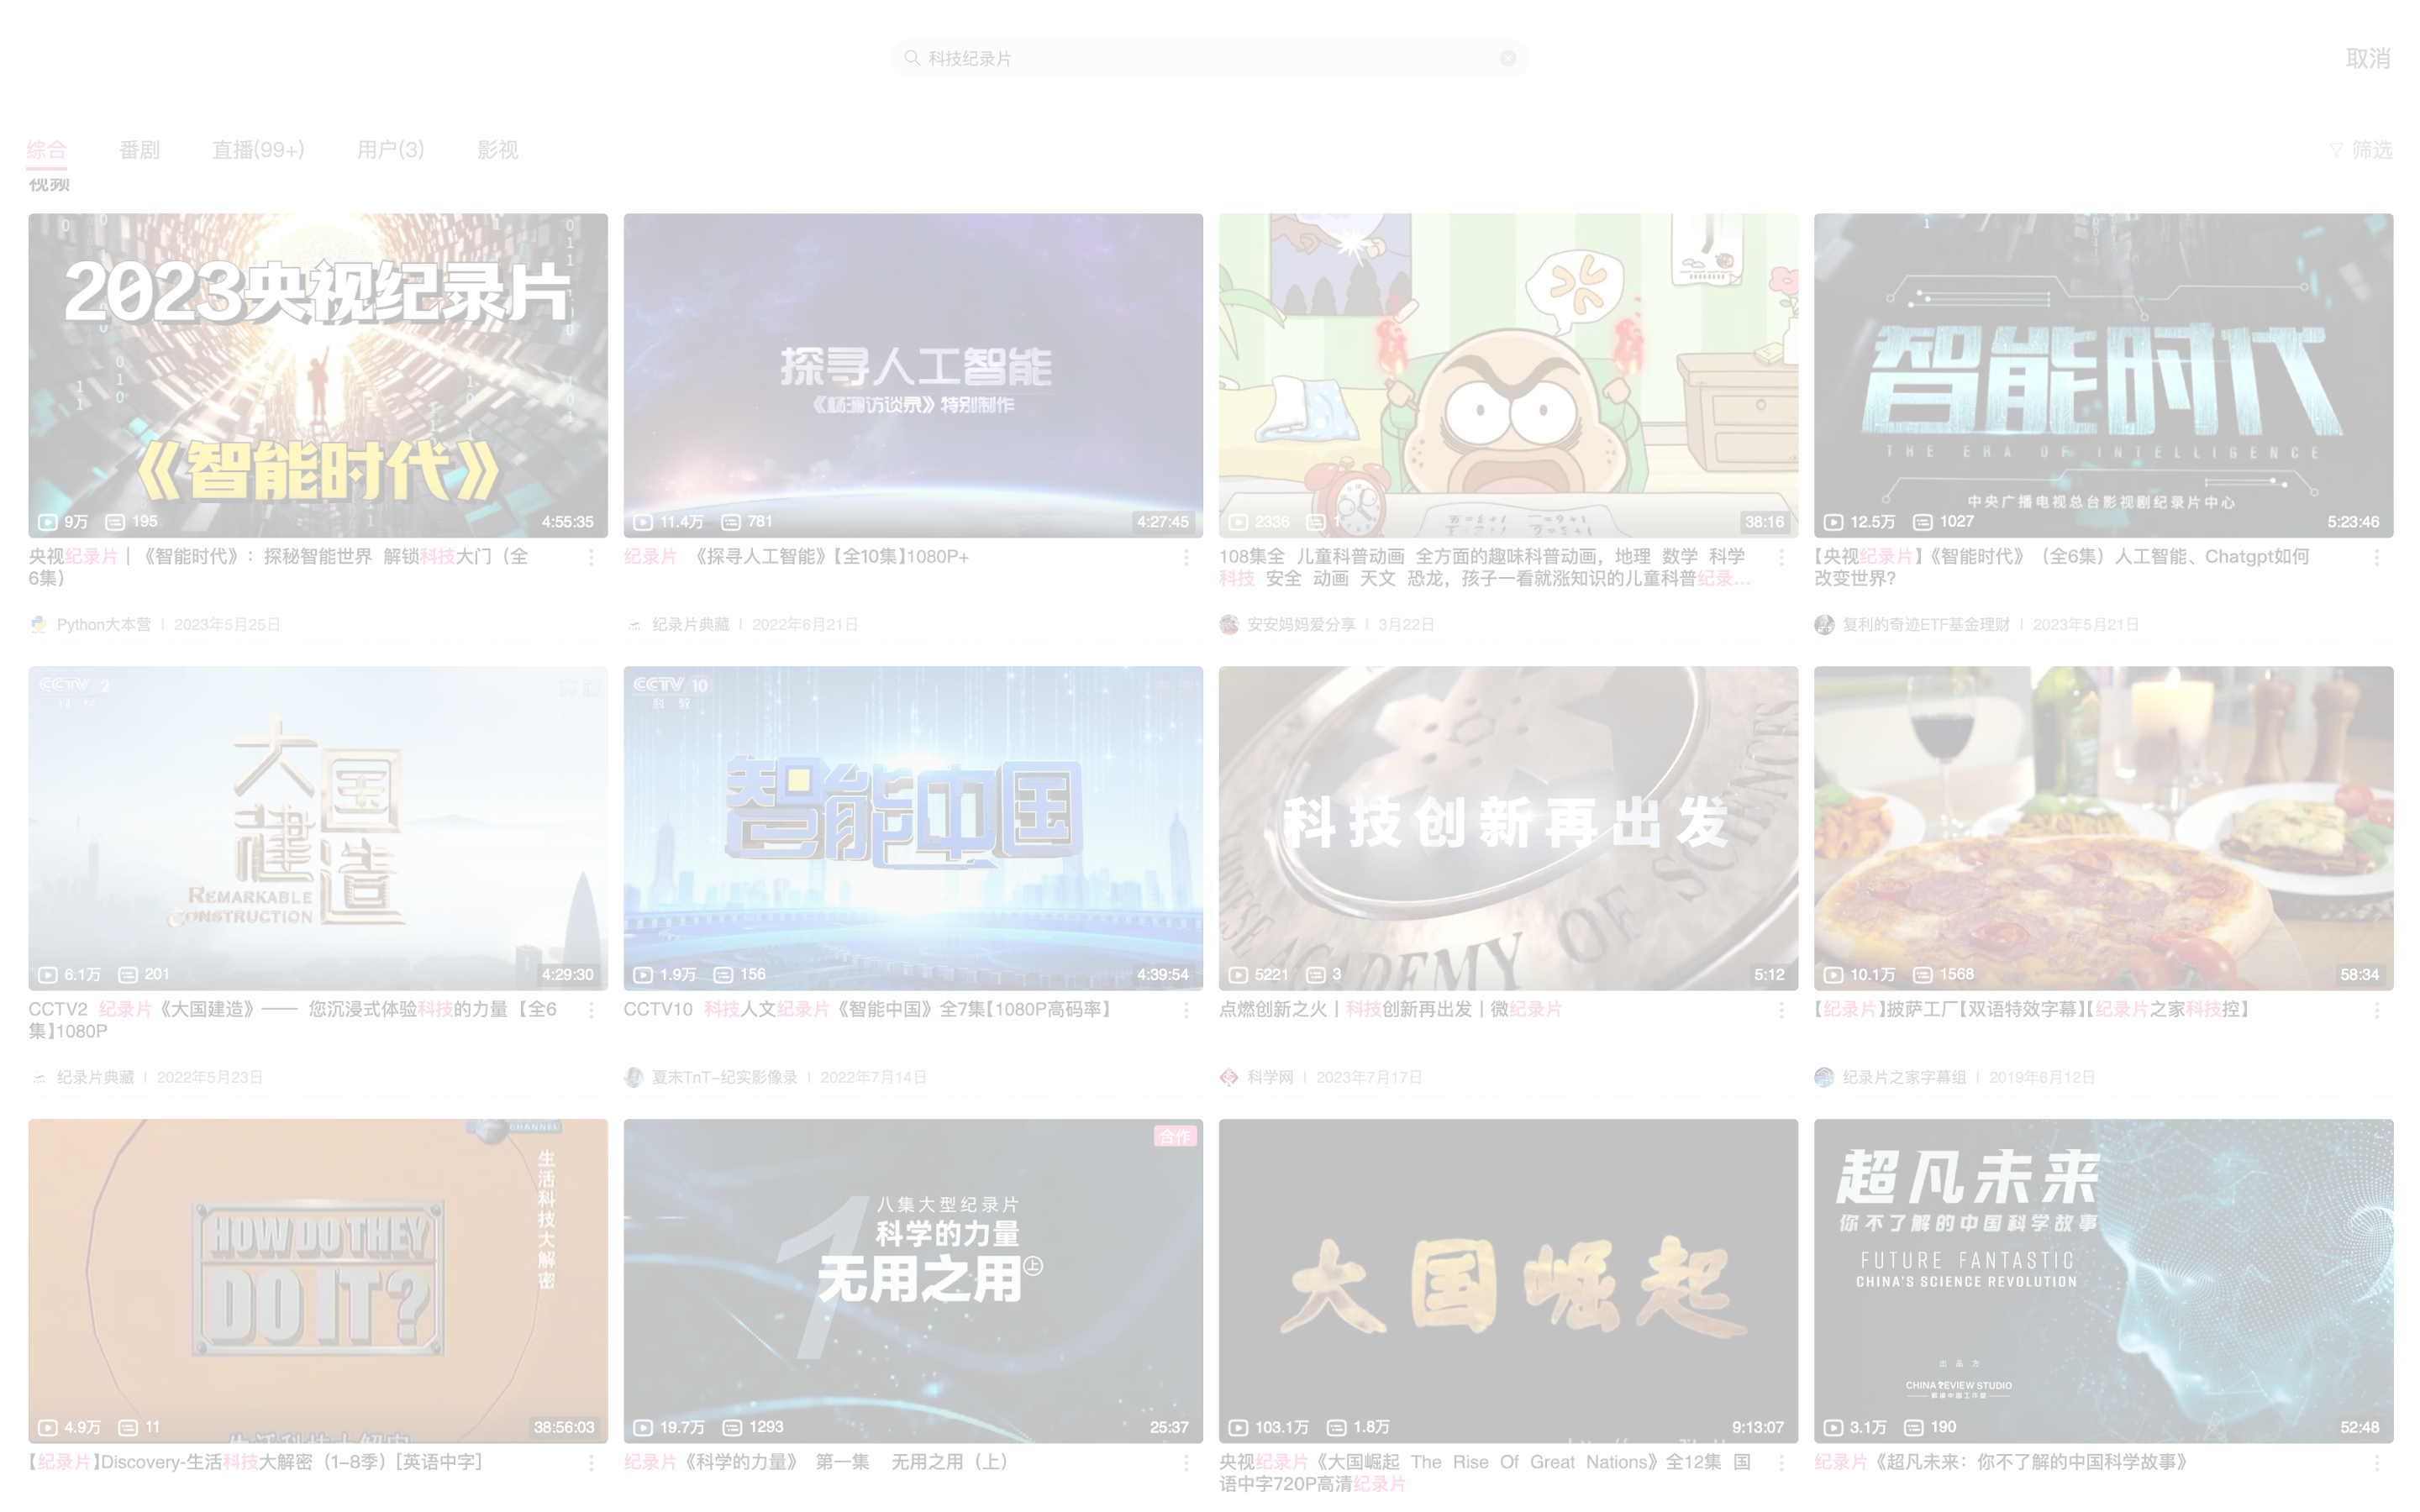 科技纪录片
取消
综合 番剧 直播(99+) 用户(3) 影视
筛选
视频
2023央视纪录片
《智能时代》
9万 195 4:55:35
央视纪录片 | 《智能时代》：探秘智能世界 解锁科技大门（全
6集）
Python大本营 | 2023年5月25日
探寻人工智能
《杨澜访谈录》特别制作
11.4万 781 4:27:45
纪录片 《探寻人工智能》【全10集】1080P+
纪录片典藏 | 2022年6月21日
2336 1 38:16
108集全 儿童科普动画 全方面的趣味科普动画，地理 数学 科学
科技 安全 动画 天文 恐龙，孩子一看就涨知识的儿童科普纪录...
安安妈妈爱分享 | 3月22日
智能时代
THE ERA OF INTELLIGENCE
中央广播电视总台影视剧纪录片中心
12.5万 1027 5:23:46
【央视纪录片】《智能时代》（全6集）人工智能、Chatgpt如何
改变世界？
复利的奇迹ETF基金理财 | 2023年5月21日
CCTV 2
大国建造
REMARKABLE
CONSTRUCTION
6.1万 201 4:29:30
CCTV2 纪录片《大国建造》—— 您沉浸式体验科技的力量【全6
集】1080P
纪录片典藏 | 2022年5月23日
CCTV 10
科教
高清
智能中国
1.9万 156 4:39:54
CCTV10 科技人文纪录片《智能中国》全7集【1080P高码率】
夏末TnT-纪实影像录 | 2022年7月14日
科技创新再出发
ACADEMY OF SCIENCES
5221 3 5:12
点燃创新之火 | 科技创新再出发 | 微纪录片
科学网 | 2023年7月17日
10.1万 1568 58:34
【纪录片】披萨工厂【双语特效字幕】【纪录片之家科技控】
纪录片之家字幕组 | 2019年6月12日
CHANNEL
生活科技大解密
HOW DO THEY
DO IT?
4.9万 11 38:56:03
【纪录片】Discovery-生活科技大解密（1-8季）[英语中字]
合作
1
八集大型纪录片
科学的力量
无用之用 上
19.7万 1293 25:37
纪录片《科学的力量》 第一集 无用之用（上）
大国崛起
103.1万 1.8万 9:13:07
央视纪录片《大国崛起 The Rise Of Great Nations》全12集 国
语中字720P高清纪录片
超凡未来
你不了解的中国科学故事
FUTURE FANTASTIC
CHINA'S SCIENCE REVOLUTION
出品方
CHINA REVIEW STUDIO
解读中国工作室
3.1万 190 52:48
纪录片《超凡未来：你不了解的中国科学故事》